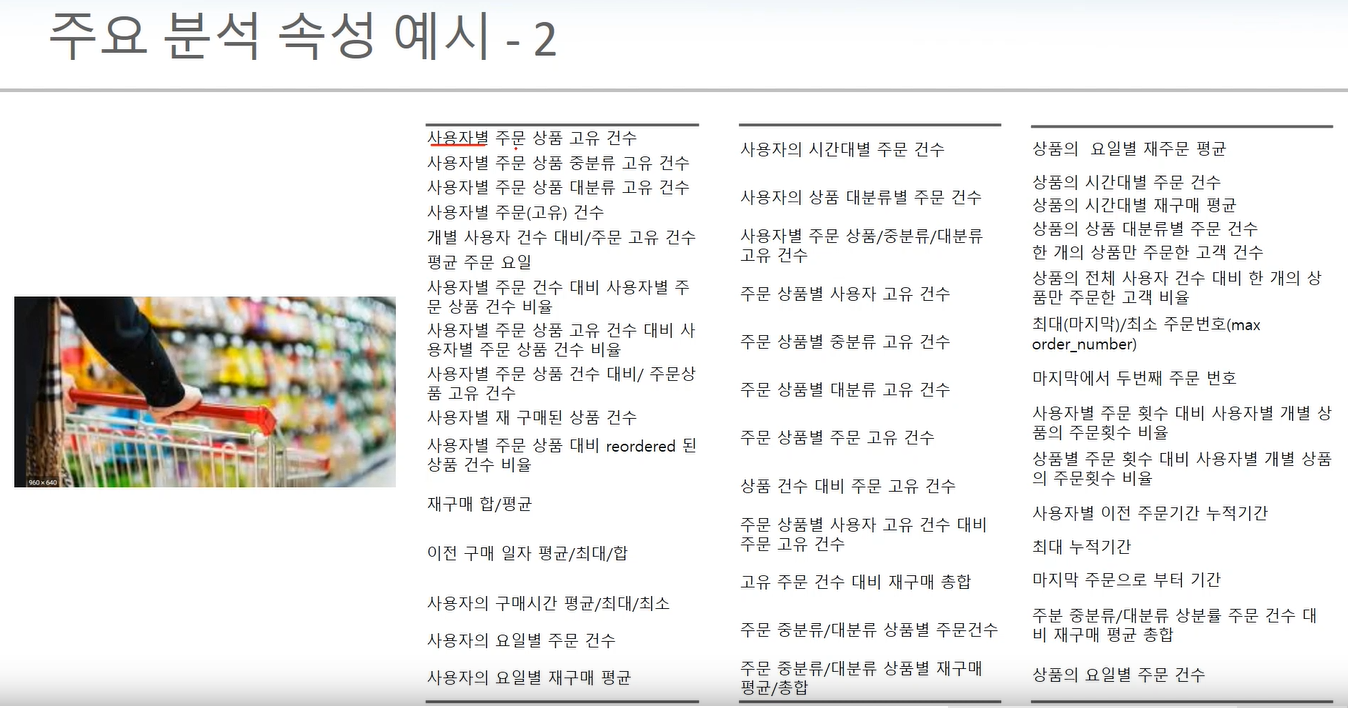 주요 분석 속성 예시 - 2
사용자별 주문 상품 고유 건수
사용자별 주문 상품 중분류 고유 건수
사용자별 주문 상품 대분류 고유 건수
사용자별 주문(고유) 건수
개별 사용자 건수 대비/주문 고유 건수
평균 주문 요일
사용자별 주문 건수 대비 사용자별 주
문 상품 건수 비율
사용자별 주문 상품 고유 건수 대비 사
용자별 주문 상품 건수 비율
사용자별 주문 상품 건수 대비/ 주문상
품 고유 건수
사용자별 재 구매된 상품 건수
사용자별 주문 상품 대비 reordered 된
상품 건수 비율
재구매 합/평균
이전 구매 일자 평균/최대/합
사용자의 구매시간 평균/최대/최소
사용자의 요일별 주문 건수
사용자의 요일별 재구매 평균
사용자의 시간대별 주문 건수
사용자의 상품 대분류별 주문 건수
사용자별 주문 상품/중분류/대분류
고유 건수
주문 상품별 사용자 고유 건수
주문 상품별 중분류 고유 건수
주문 상품별 대분류 고유 건수
주문 상품별 주문 고유 건수
상품 건수 대비 주문 고유 건수
주문 상품별 사용자 고유 건수 대비
주문 고유 건수
고유 주문 건수 대비 재구매 총합
주문 중분류/대분류 상품별 주문건수
주문 중분류/대분류 상품별 재구매
평균/총합
상품의 요일별 재주문 평균
상품의 시간대별 주문 건수
상품의 시간대별 재구매 평균
상품의 상품 대분류별 주문 건수
한 개의 상품만 주문한 고객 건수
상품의 전체 사용자 건수 대비 한 개의 상
품만 주문한 고객 비율
최대(마지막)/최소 주문번호(max
order_number)
마지막에서 두번째 주문 번호
사용자별 주문 횟수 대비 사용자별 개별 상
품의 주문횟수 비율
상품별 주문 횟수 대비 사용자별 개별 상품
의 주문횟수 비율
사용자별 이전 주문기간 누적기간
최대 누적기간
마지막 주문으로 부터 기간
주분 중분류/대분류 상분률 주문 건수 대
비 재구매 평균 총합
상품의 요일별 주문 건수
960 × 640